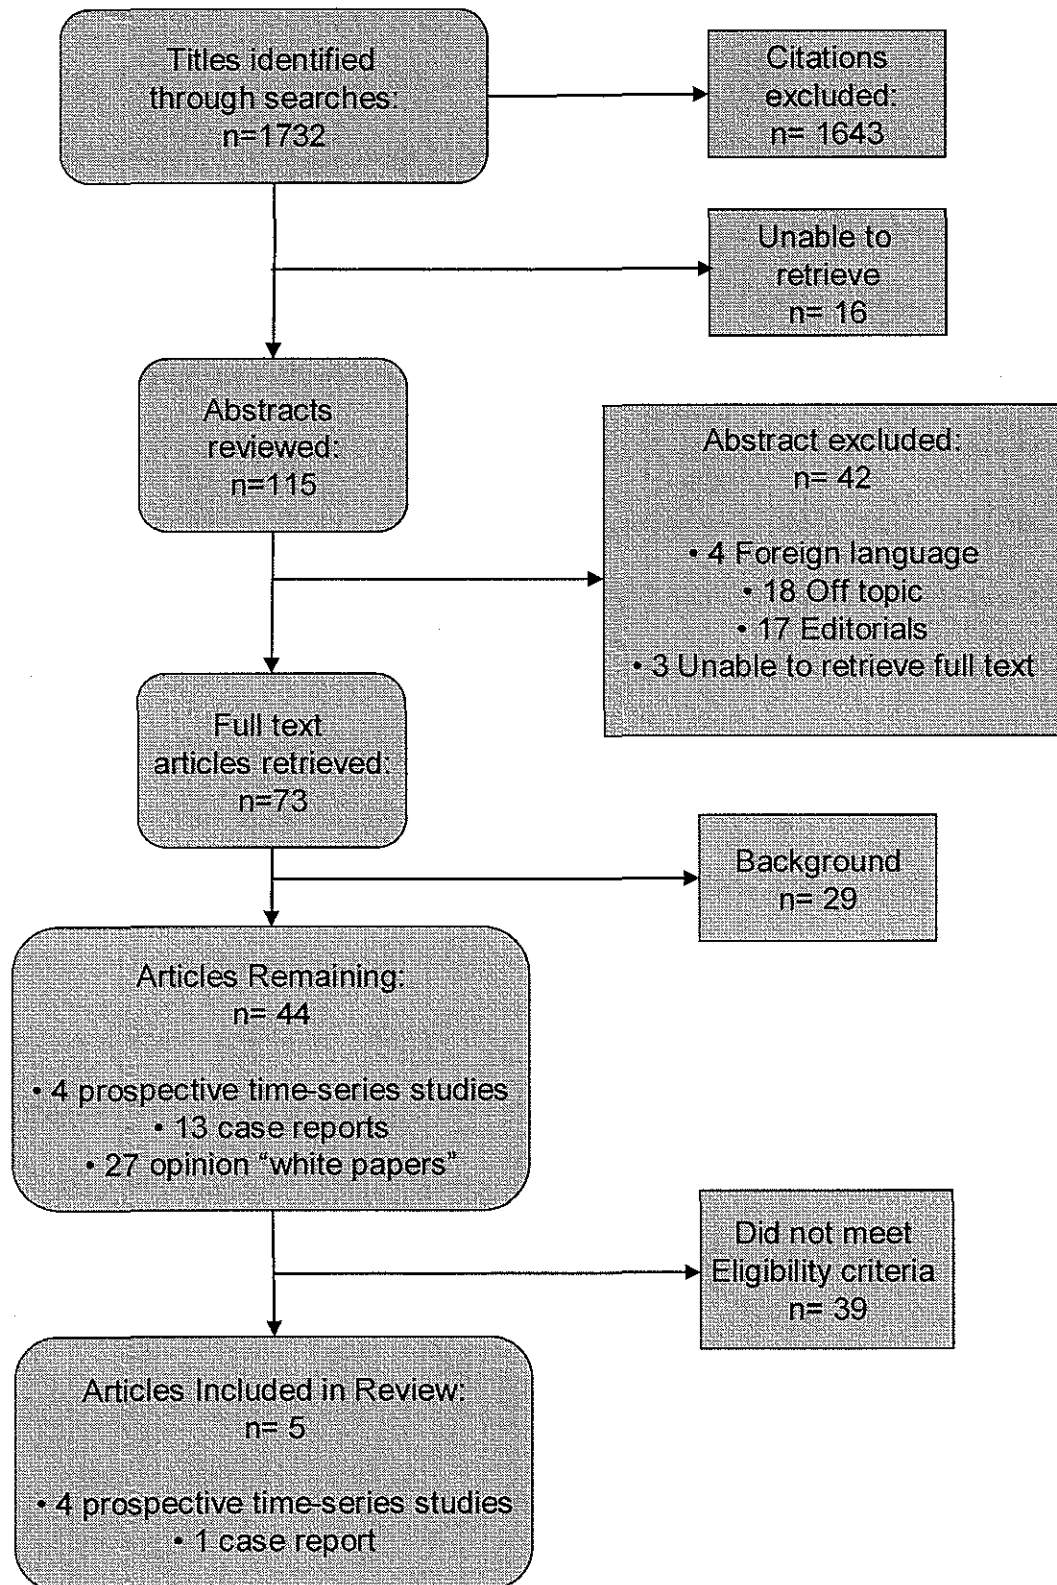 Titles identified
through searches:
n=1732
Citations
excluded:
n= 1643
Unable to
retrieve
n= 16
Abstracts
reviewed:
n=115
Abstract excluded:
n= 42
• 4 Foreign language
• 18 Off topic
• 17 Editorials
• 3 Unable to retrieve full text
Full text
articles retrieved:
n=73
Background
n= 29
Articles Remaining:
n= 44
• 4 prospective time-series studies
• 13 case reports
• 27 opinion “white papers”
Did not meet
Eligibility criteria
n= 39
Articles Included in Review:
n= 5
• 4 prospective time-series studies
• 1 case report